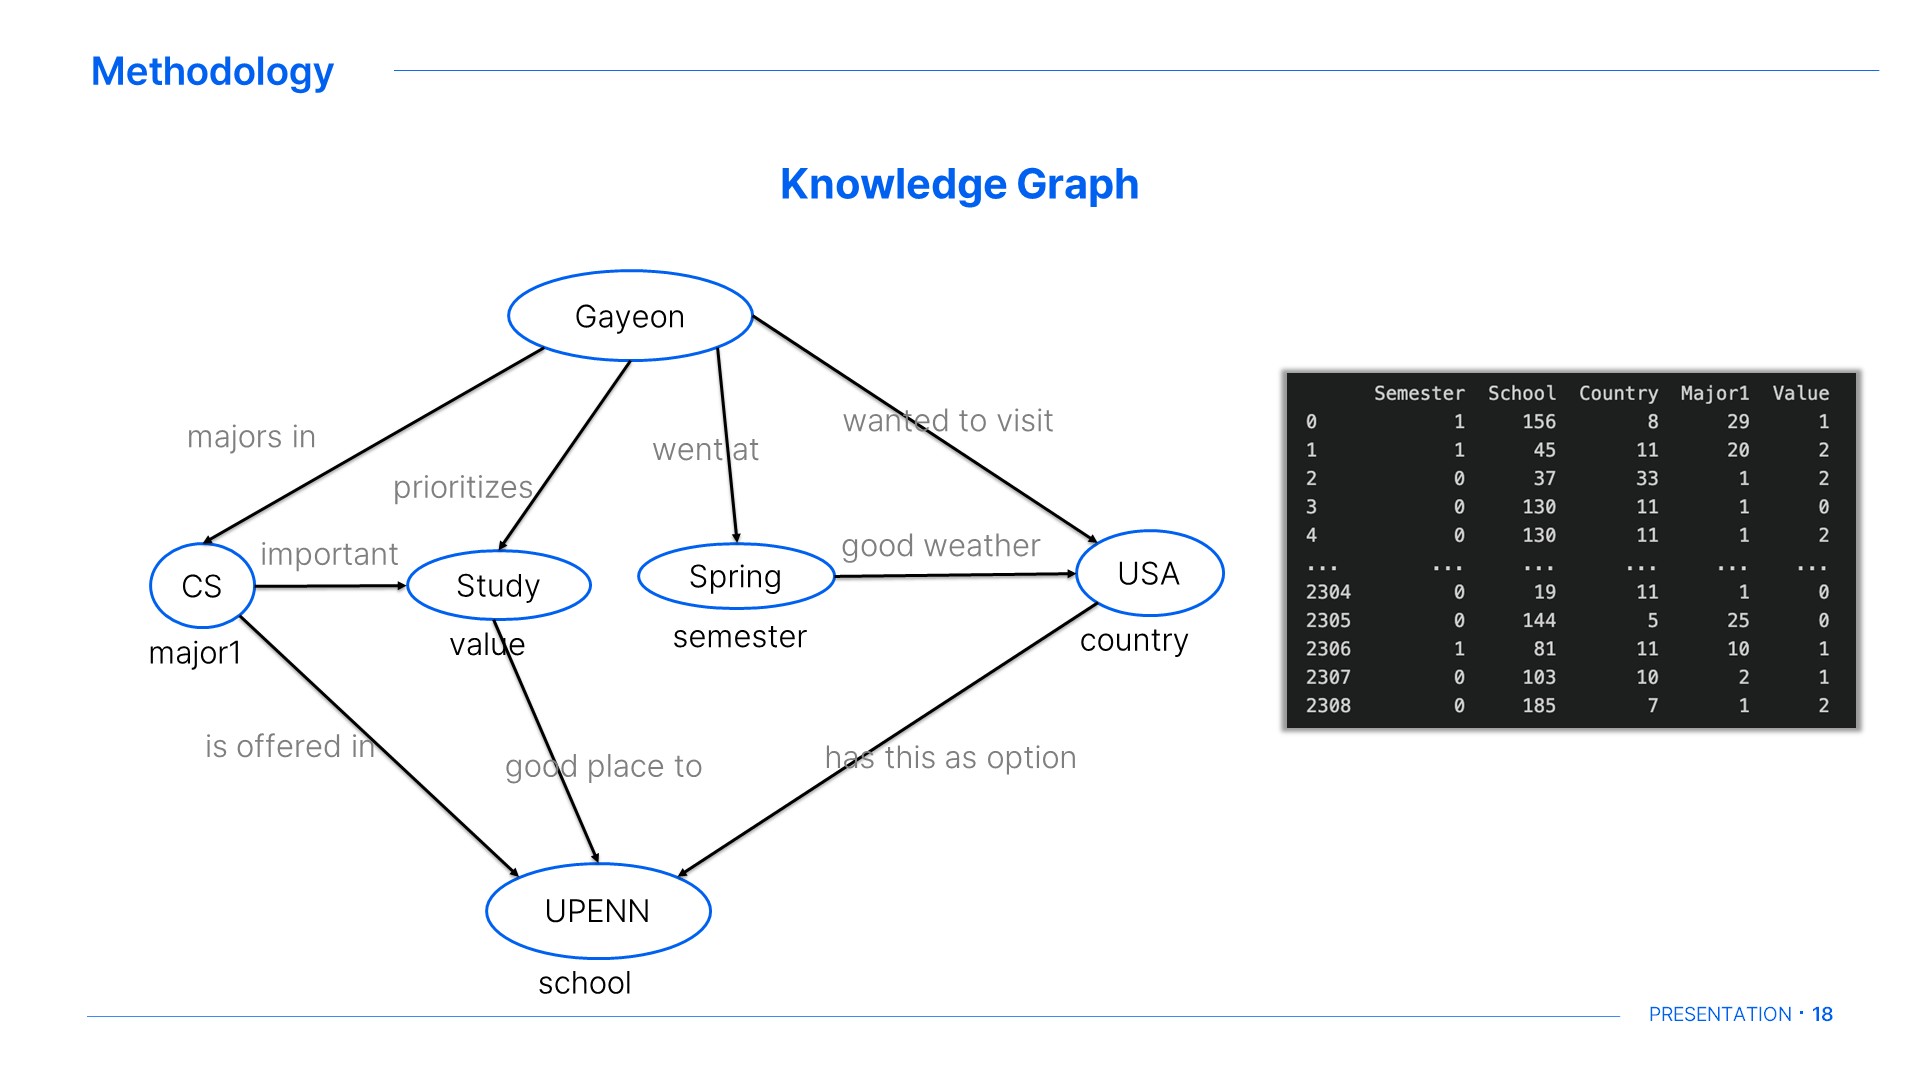 Methodology
Knowledge Graph
Gayeon
majors in
prioritizes
went at
wanted to visit
important
good weather
CS
Study
Spring
USA
major1
value
semester
country
is offered in
good place to
has this as option
UPENN
school
Semester School Country Major1 Value
0 1 156 8 29 1
1 1 45 11 20 2
2 0 37 33 1 2
3 0 130 11 1 0
4 0 130 11 1 2
... ... ... ... ... ...
2304 0 19 11 1 0
2305 0 144 5 25 0
2306 1 81 11 10 1
2307 0 103 10 2 1
2308 0 185 7 1 2
PRESENTATION · 18